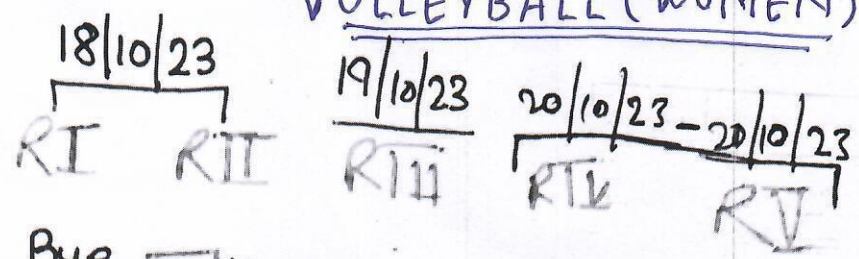 VOLLEYBALL (WOMEN)
18/10/23 19/10/23 20/10/23 - 20/10/23
RI RII RIII RIV RV
Bye